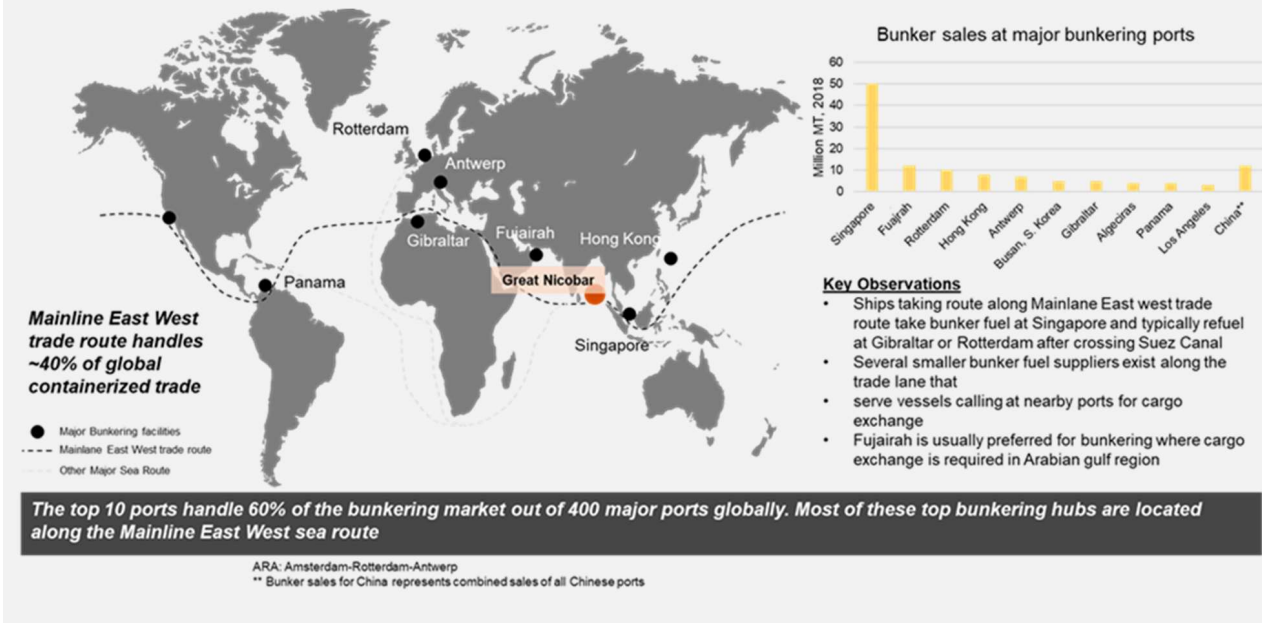 Bunker sales at major bunkering ports
Million MT, 2018
60
50
40
30
20
10
0
Singapore
Fuajrah
Rotterdam
Hong Kong
Antwerp
Busan, S. Korea
Gibraltar
Algeciras
Panama
Los Angeles
China**
Rotterdam
Antwerp
Gibraltar
Fujairah
Hong Kong
Great Nicobar
Panama
Singapore
Mainline East West
trade route handles
~40% of global
containerized trade
Major Bunkering facilities
Mainlane East West trade route
Other Major Sea Route
Key Observations
• Ships taking route along Mainlane East west trade
route take bunker fuel at Singapore and typically refuel
at Gibraltar or Rotterdam after crossing Suez Canal
• Several smaller bunker fuel suppliers exist along the
trade lane that
• serve vessels calling at nearby ports for cargo
exchange
• Fujairah is usually preferred for bunkering where cargo
exchange is required in Arabian gulf region
The top 10 ports handle 60% of the bunkering market out of 400 major ports globally. Most of these top bunkering hubs are located
along the Mainline East West sea route
ARA: Amsterdam-Rotterdam-Antwerp
** Bunker sales for China represents combined sales of all Chinese ports